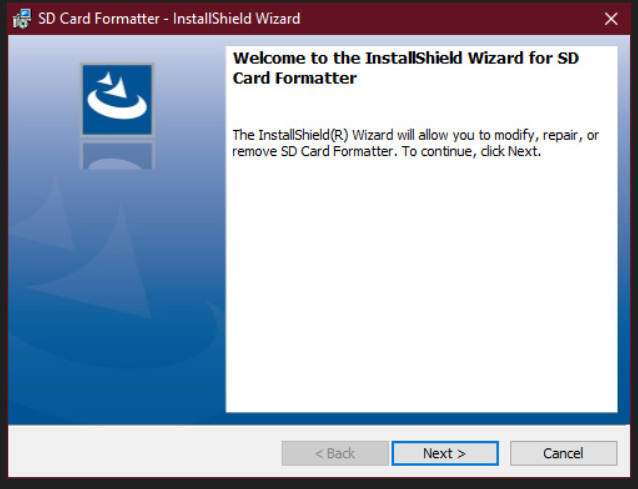 SD Card Formatter - InstallShield Wizard
Welcome to the InstallShield Wizard for SD
Card Formatter
The InstallShield(R) Wizard will allow you to modify, repair, or
remove SD Card Formatter. To continue, click Next.
< Back
Next >
Cancel